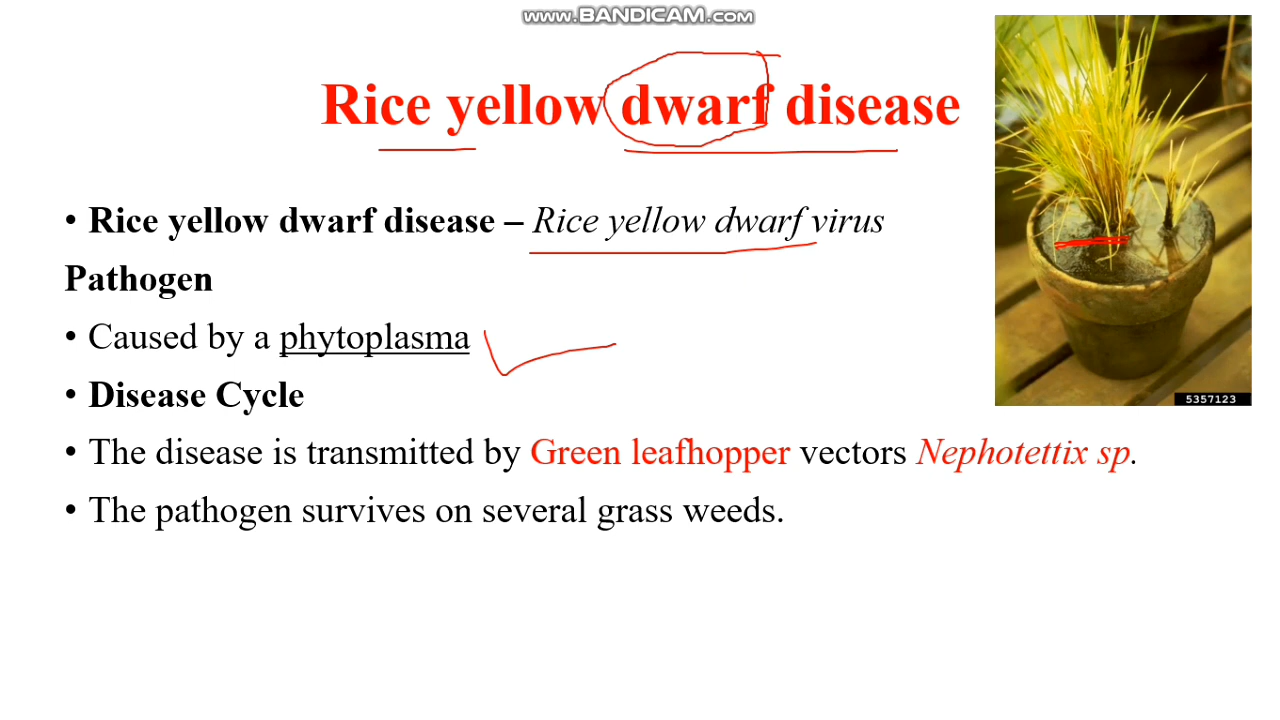 www.BANDICAM.com
Rice yellow dwarf disease
• Rice yellow dwarf disease – Rice yellow dwarf virus
Pathogen
• Caused by a phytoplasma
• Disease Cycle
• The disease is transmitted by Green leafhopper vectors Nephotettix sp.
• The pathogen survives on several grass weeds.
5357123